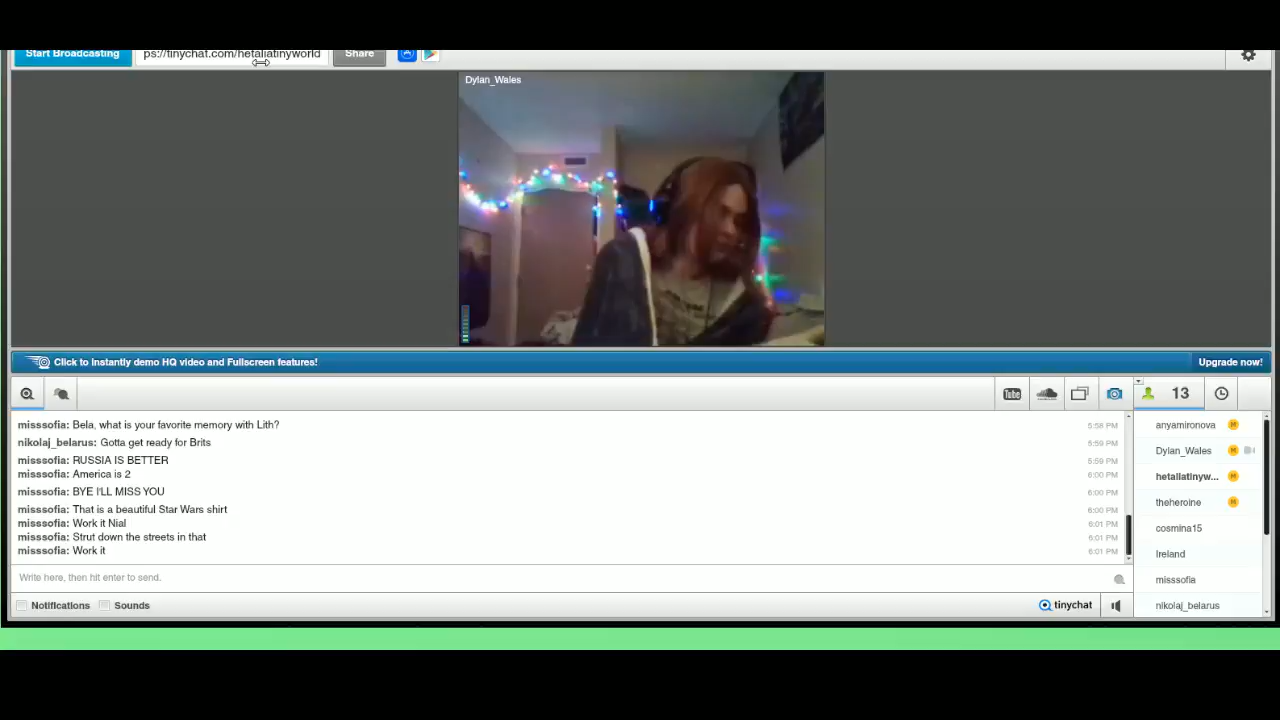 Start Broadcasting
ps://tinychat.com/hetaliatinyworld
Share
Dylan_Wales
Click to instantly demo HQ video and Fullscreen features!
Upgrade now!
You Tube
13
misssofia: Bela, what is your favorite memory with Lith? 5:58 PM
nikolaj_belarus: Gotta get ready for Brits 5:59 PM
misssofia: RUSSIA IS BETTER 5:59 PM
misssofia: America is 2 6:00 PM
misssofia: BYE I'LL MISS YOU 6:00 PM
misssofia: That is a beautiful Star Wars shirt 6:00 PM
misssofia: Work it Nial 6:01 PM
misssofia: Strut down the streets in that 6:01 PM
misssofia: Work it 6:01 PM
anyamironova M
Dylan_Wales M
hetaliatinyw... M
theheroine M
cosmina15
Ireland
misssofia
nikolaj_belarus
Write here, then hit enter to send.
Notifications
Sounds
tinychat